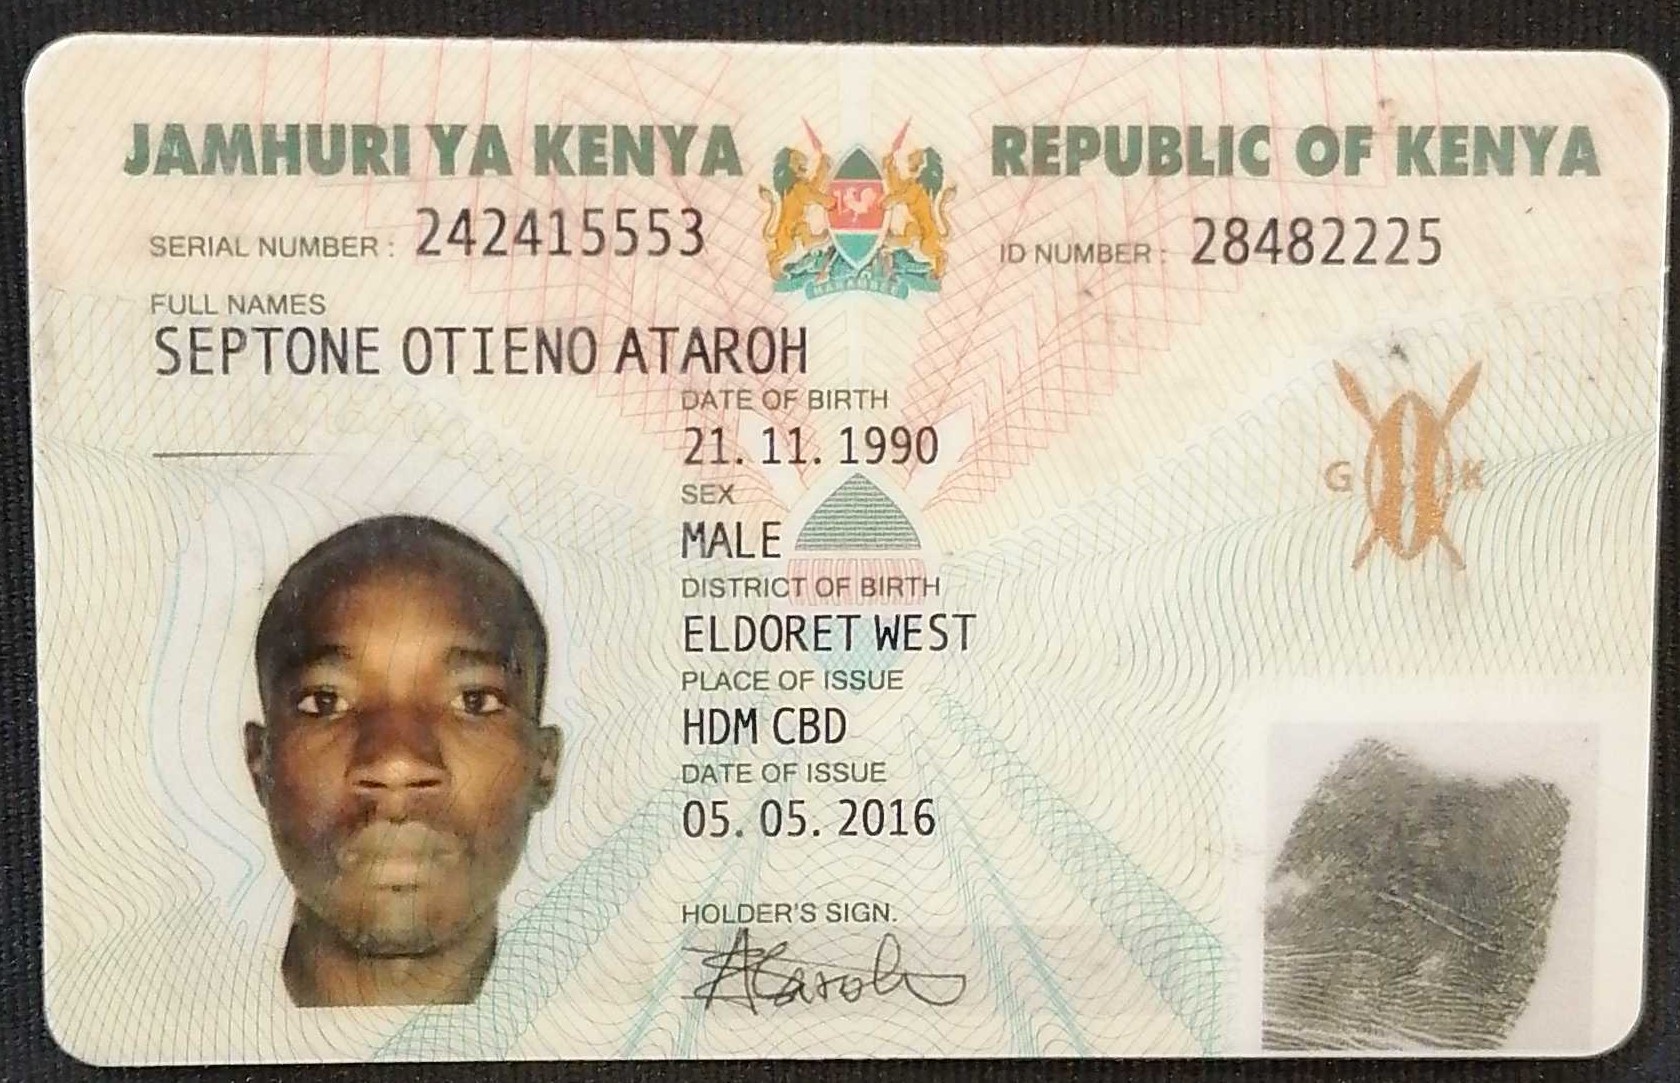 JAMHURI YA KENYA REPUBLIC OF KENYA
SERIAL NUMBER : 242415553 ID NUMBER : 28482225
FULL NAMES
SEPTONE OTIENO ATAROH
DATE OF BIRTH
21. 11. 1990
SEX
MALE
DISTRICT OF BIRTH
ELDORET WEST
PLACE OF ISSUE
HDM CBD
DATE OF ISSUE
05. 05. 2016
HOLDER'S SIGN.
Ataroh
HARAMBEE
G K